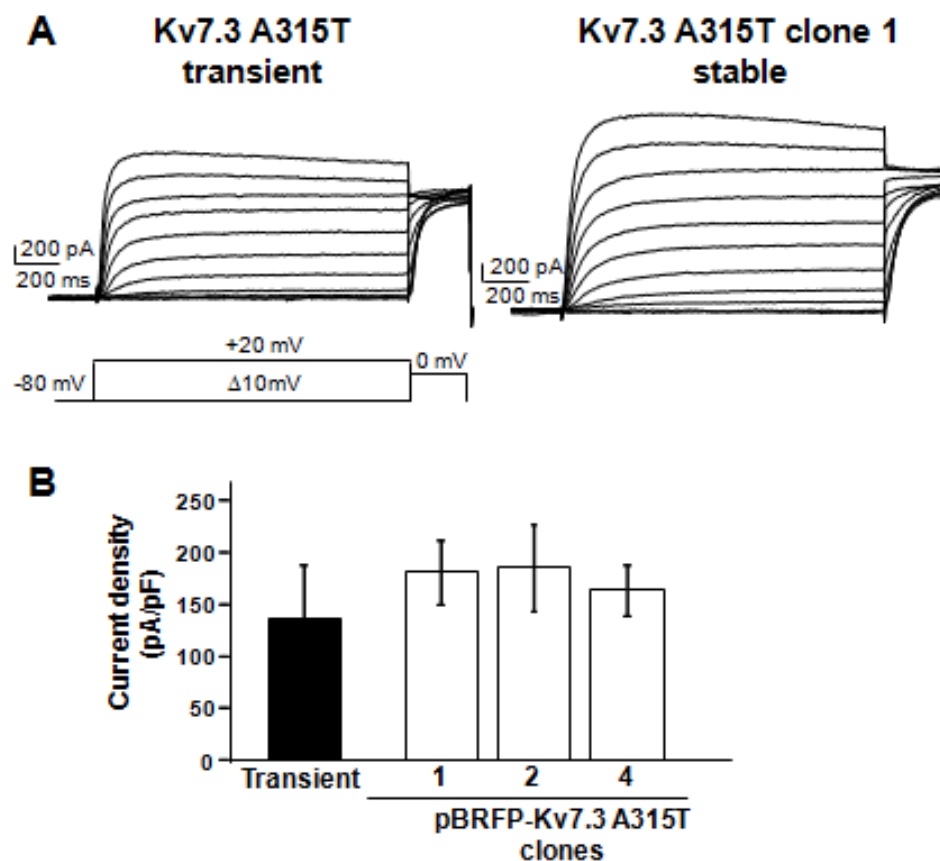 A
Kv7.3 A315T
transient
Kv7.3 A315T clone 1
stable
200 pA
200 ms
200 pA
200 ms
+20 mV
0 mV
-80 mV
Δ10mV
B
Current density
(pA/pF)
250
200
150
100
50
0
Transient
1
2
4
pBRFP-Kv7.3 A315T
clones